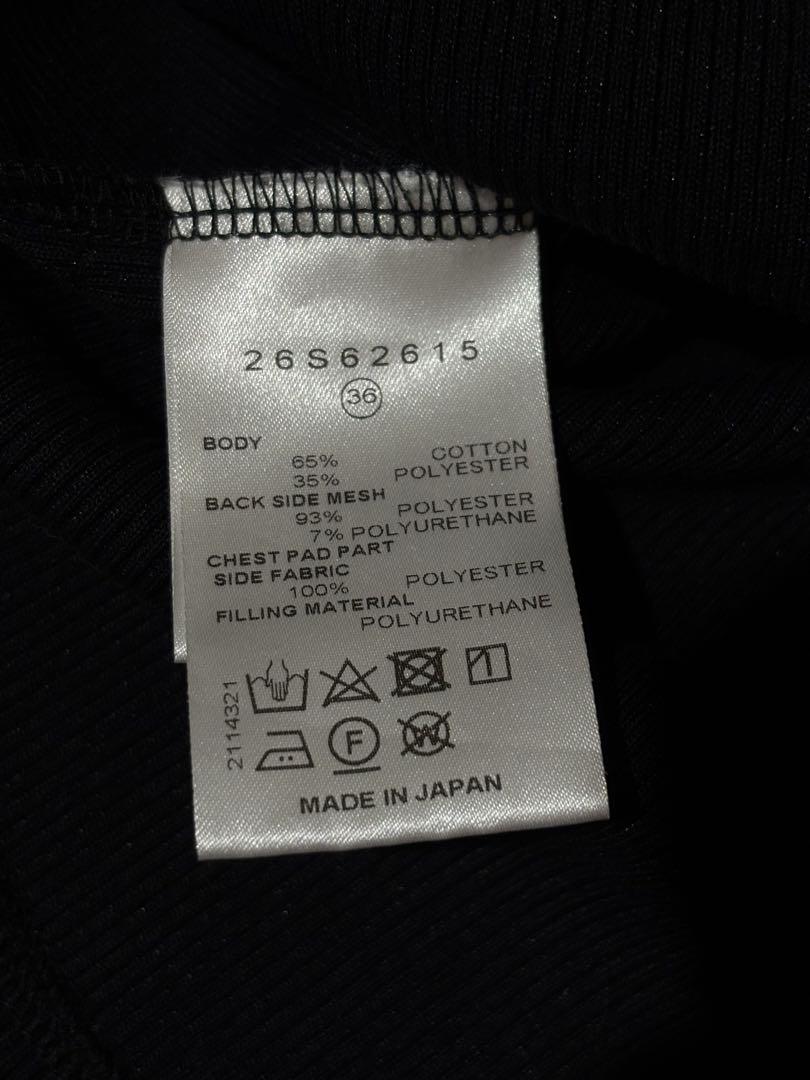 26S62615
36
BODY
65% COTTON
35% POLYESTER
BACK SIDE MESH
93% POLYESTER
7% POLYURETHANE
CHEST PAD PART
SIDE FABRIC
100% POLYESTER
FILLING MATERIAL
POLYURETHANE
2114321
F
W
MADE IN JAPAN